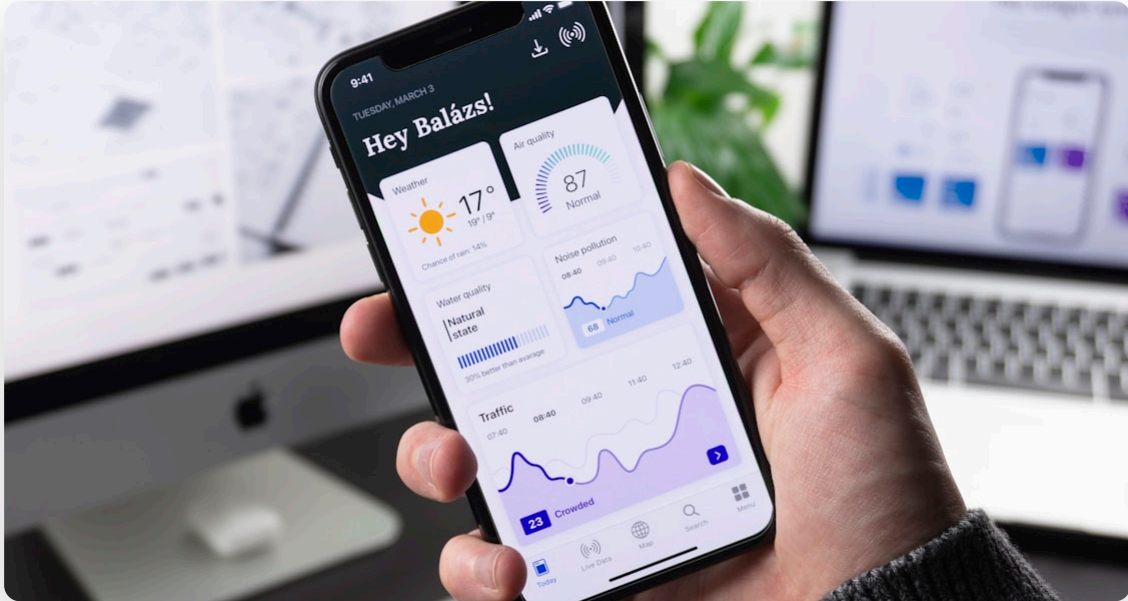 9:41
TUESDAY, MARCH 3
Hey Balázs!
Weather
17°
19° / 9°
Chance of rain: 14%
Air quality
87
Normal
Water quality
Natural
state
30% better than avarage
Noise pollution
08:40 09:40 10:40
68 Normal
Traffic
07:40 08:40 09:40 11:40 12:40
23 Crowded
Today Live Data Map Search Menu